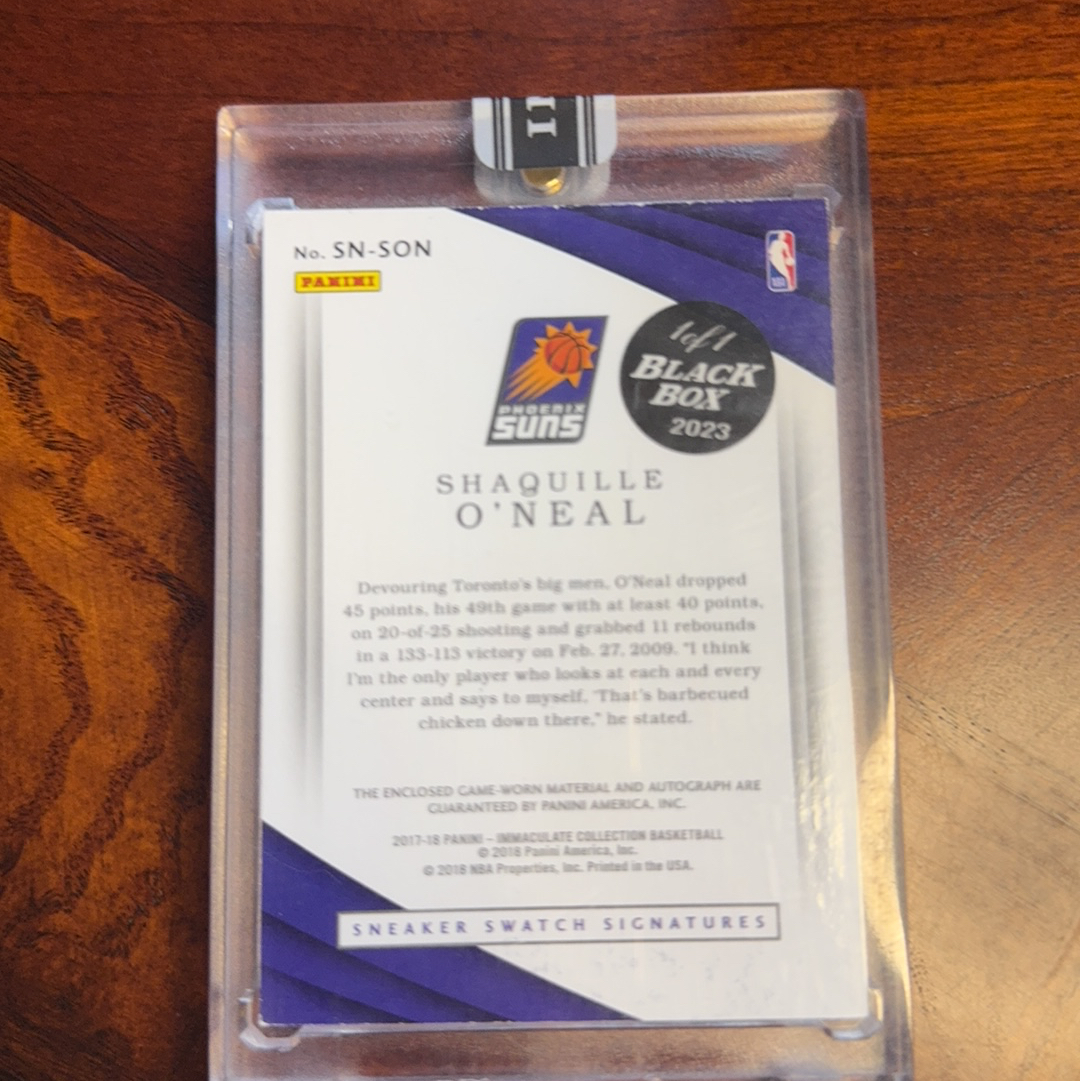 No. SN-SON
PANINI
PHOENIX
SUNS
1of1
BLACK
BOX
2023
SHAQUILLE
O'NEAL
Devouring Toronto's big men, O'Neal dropped
45 points, his 49th game with at least 40 points,
on 20-of-25 shooting and grabbed 11 rebounds
in a 133-113 victory on Feb. 27, 2009. "I think
I'm the only player who looks at each and every
center and says to myself, 'That's barbecued
chicken down there," he stated.
THE ENCLOSED GAME-WORN MATERIAL AND AUTOGRAPH ARE
GUARANTEED BY PANINI AMERICA, INC.
2017-18 PANINI – IMMACULATE COLLECTION BASKETBALL
© 2018 Panini America, Inc.
© 2018 NBA Properties, Inc. Printed in the USA.
SNEAKER SWATCH SIGNATURES